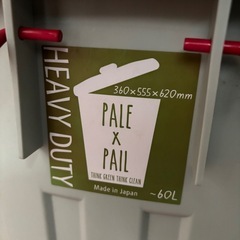 HEAVY DUTY
360×555×620mm
PALE
×
PAIL
THINK GREEN THINK CLEAN
Made in Japan
-60L